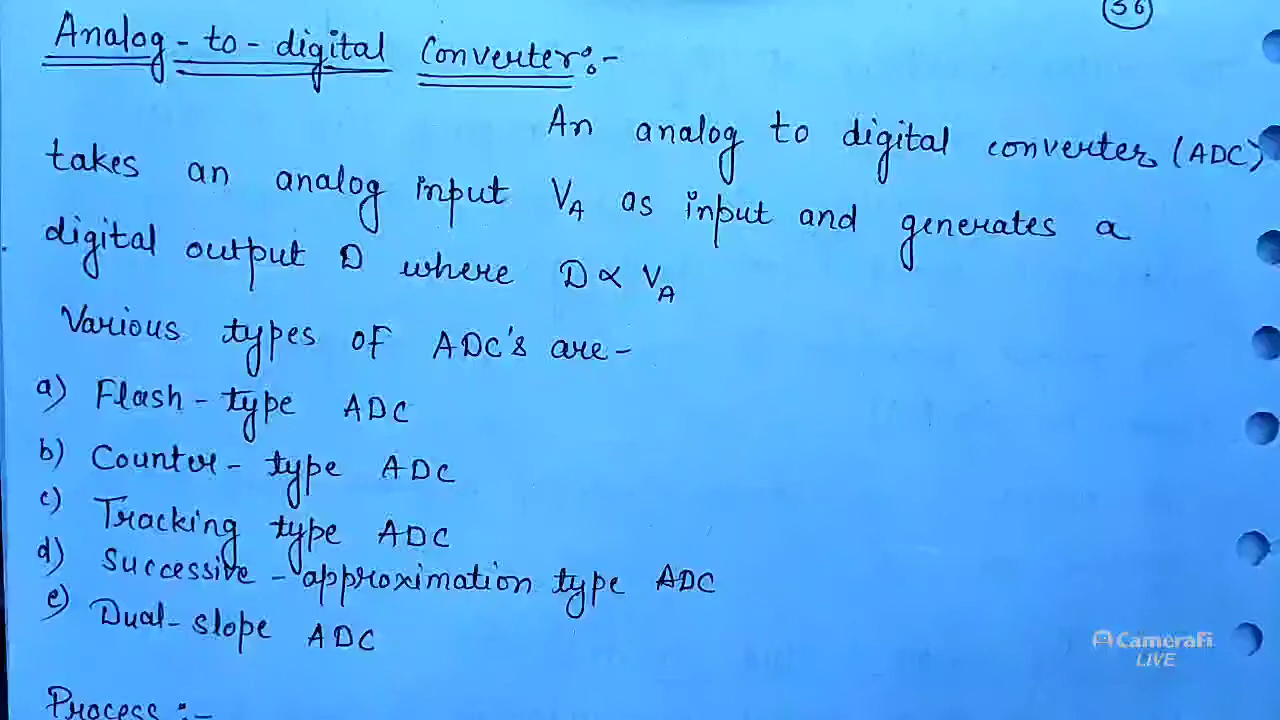 36
Analog-to-digital Converter:-
An analog to digital converter (ADC)
takes an analog input VA as input and generates a
digital output D where D ∝ VA
Various types of ADC's are-
a) Flash-type ADC
b) Counter-type ADC
c) Tracking type ADC
d) Successive-approximation type ADC
e) Dual-slope ADC
Process:-
CameraFi
LIVE